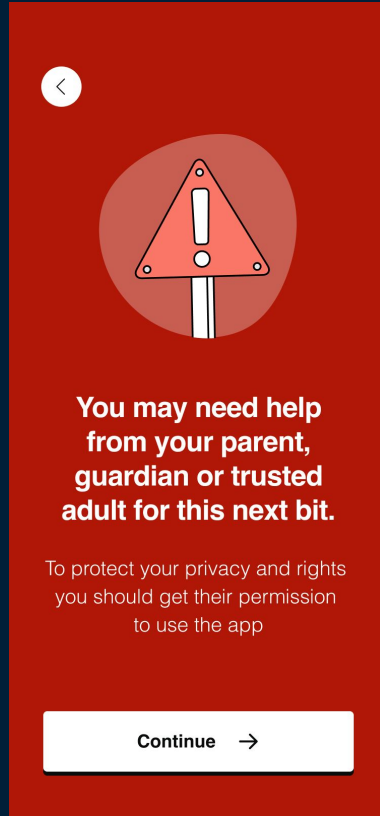 You may need help
from your parent,
guardian or trusted
adult for this next bit.
To protect your privacy and rights
you should get their permission
to use the app
Continue